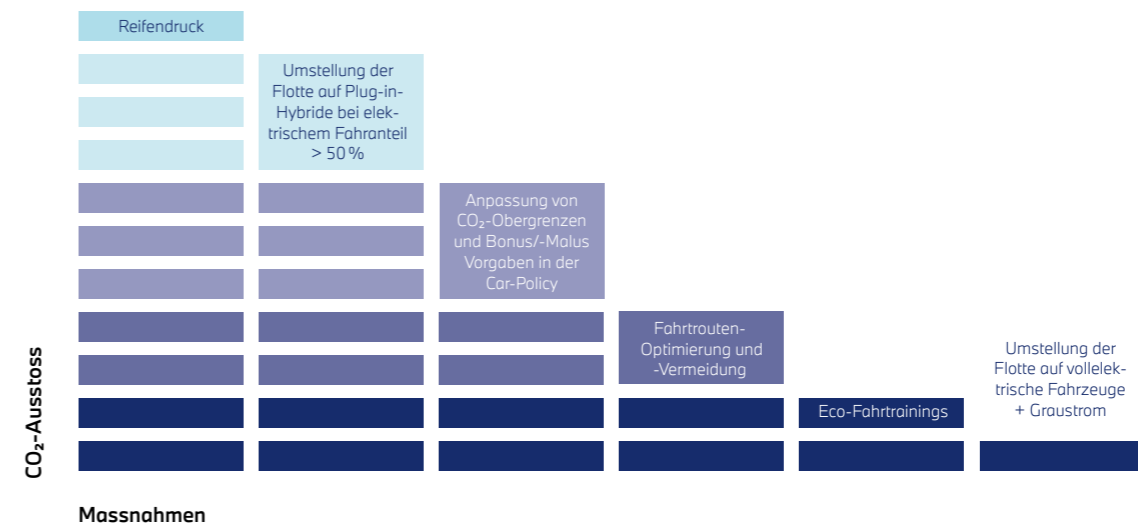 Reifendruck
Umstellung der
Flotte auf Plug-in-
Hybride bei elek-
trischem Fahranteil
> 50 %
Anpassung von
CO₂-Obergrenzen
und Bonus/-Malus
Vorgaben in der
Car-Policy
Fahrtrouten-
Optimierung und
-Vermeidung
Eco-Fahrtrainings
Umstellung der
Flotte auf vollelek-
trische Fahrzeuge
+ Graustrom
CO₂-Ausstoss
Massnahmen